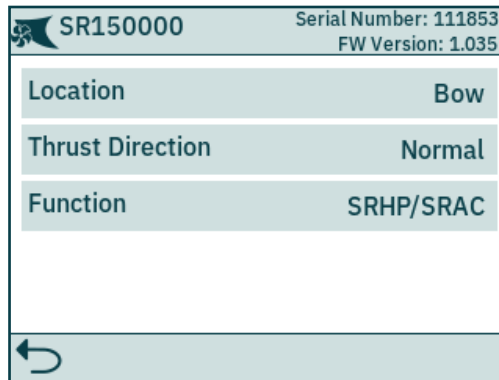 SR150000
Serial Number: 111853
FW Version: 1.035
Location
Bow
Thrust Direction
Normal
Function
SRHP/SRAC